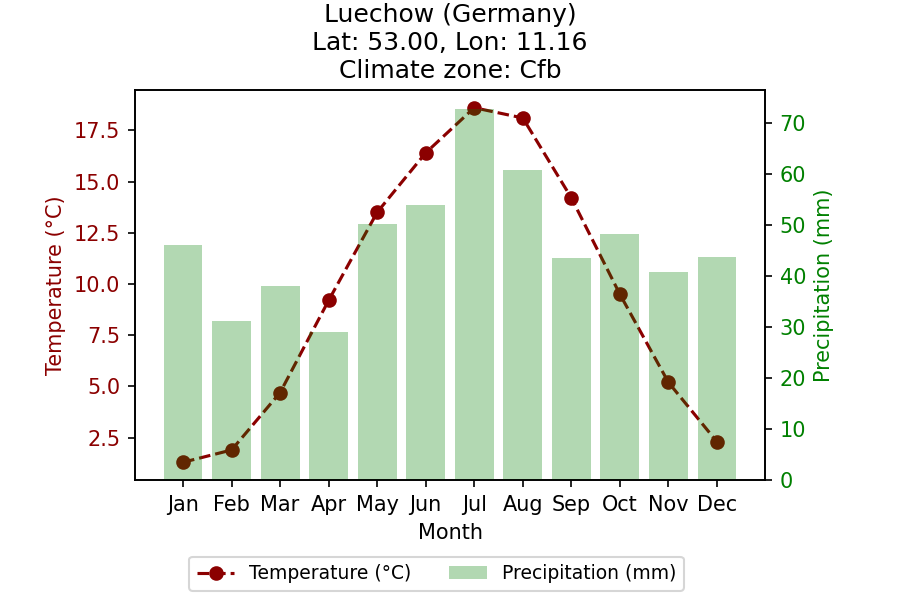 Luechow (Germany)
Lat: 53.00, Lon: 11.16
Climate zone: Cfb
Temperature (°C)
17.5
15.0
12.5
10.0
7.5
5.0
2.5
70
60
50
40
30
20
10
0
Precipitation (mm)
Jan Feb Mar Apr May Jun Jul Aug Sep Oct Nov Dec
Month
Temperature (°C) Precipitation (mm)